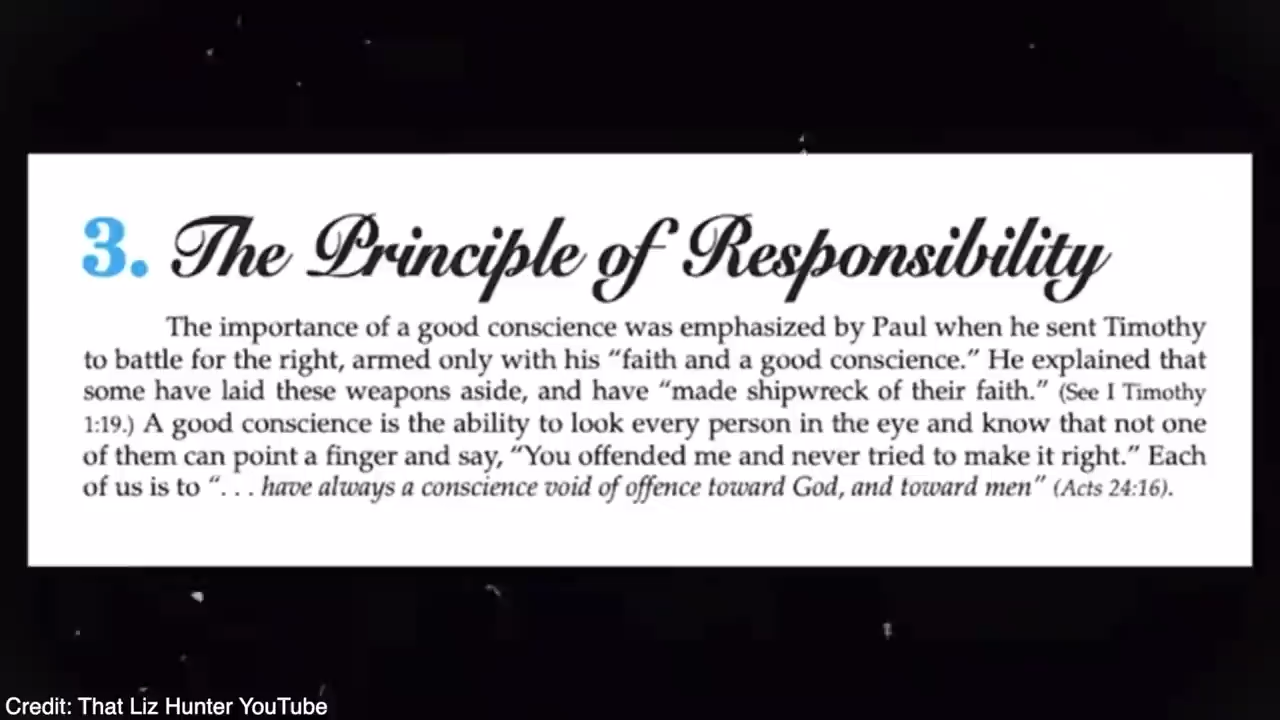 3. The Principle of Responsibility
The importance of a good conscience was emphasized by Paul when he sent Timothy
to battle for the right, armed only with his “faith and a good conscience.” He explained that
some have laid these weapons aside, and have “made shipwreck of their faith.” (See I Timothy
1:19.) A good conscience is the ability to look every person in the eye and know that not one
of them can point a finger and say, “You offended me and never tried to make it right.” Each
of us is to “. . . have always a conscience void of offence toward God, and toward men” (Acts 24:16).
Credit: That Liz Hunter YouTube